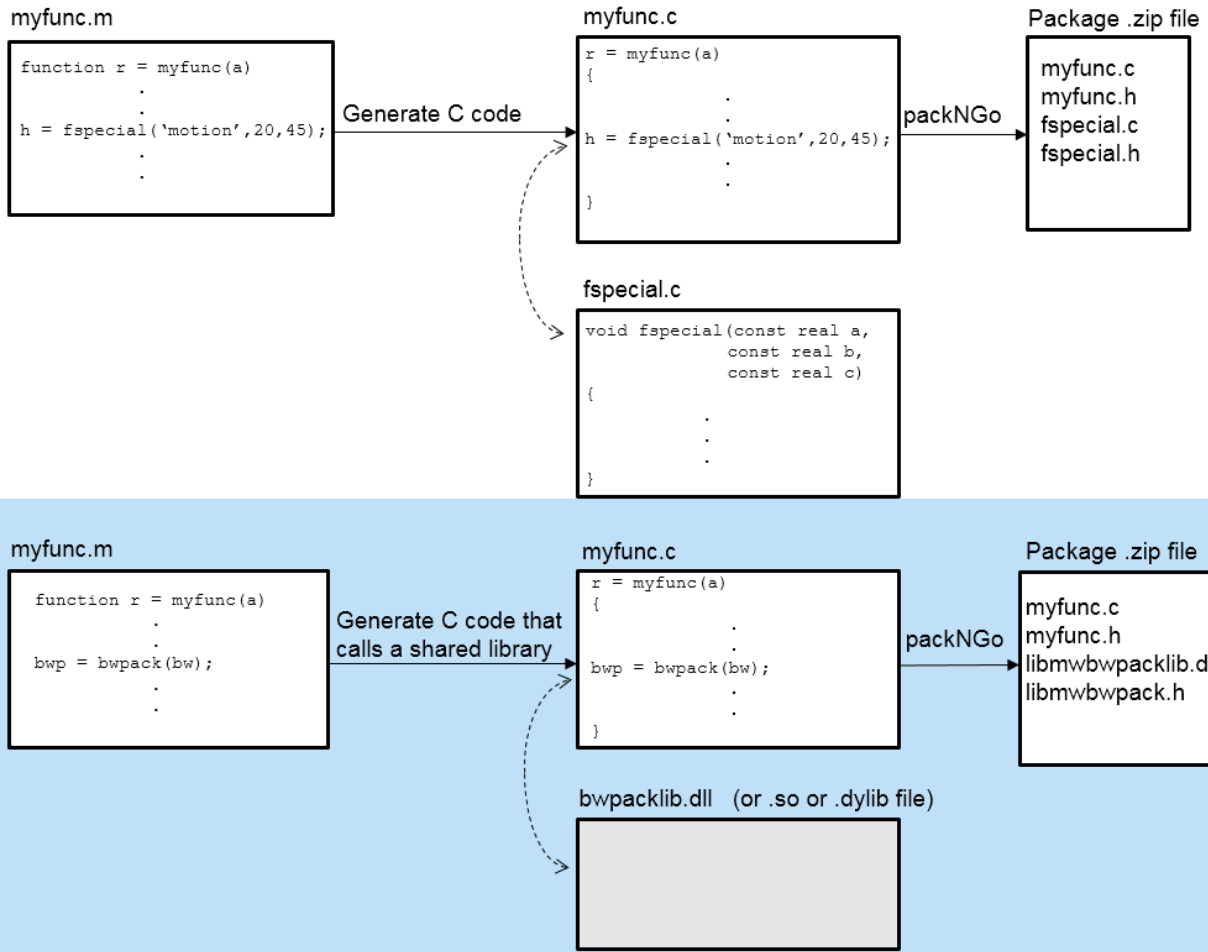 myfunc.m
function r = myfunc(a)
.
.
h = fspecial(‘motion’,20,45);
.
.
Generate C code
myfunc.c
r = myfunc(a)
{
.
.
h = fspecial(‘motion’,20,45);
.
.
}
packNGo
Package .zip file
myfunc.c
myfunc.h
fspecial.c
fspecial.h
fspecial.c
void fspecial(const real a,
const real b,
const real c)
{
.
.
.
}
myfunc.m
function r = myfunc(a)
.
.
bwp = bwpack(bw);
.
.
Generate C code that
calls a shared library
myfunc.c
r = myfunc(a)
{
.
.
bwp = bwpack(bw);
.
.
}
packNGo
Package .zip file
myfunc.c
myfunc.h
libmwbwpacklib.d
libmwbwpack.h
bwpacklib.dll (or .so or .dylib file)